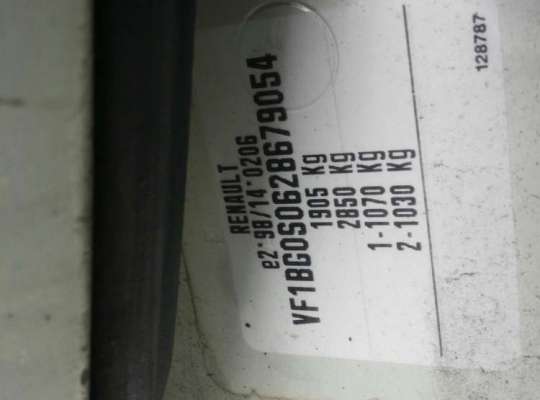 RENAULT
e2*98/14*0206
VF1BG0S0628679054
1905 Kg
2850 Kg
1-1070 Kg
2-1030 Kg
128787